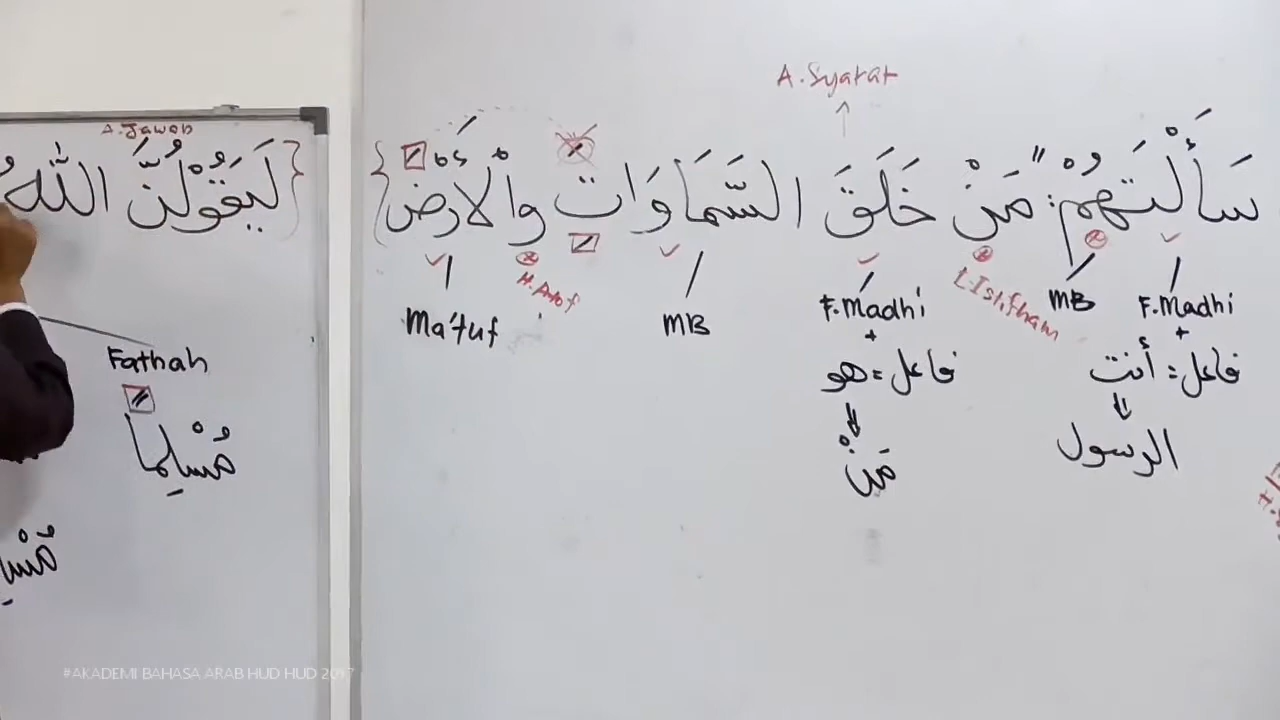 A. Syarat
سَأَلْتَهُمْ: مَنْ خَلَقَ السَّمَاوَات وَالْأَرْضَ
H. Atof
L. Istifham
Ma'tuf
MB
F. Madhi
MB
F. Madhi
+
+
فاعل = هو
فاعل = أنت
مَنْ
الرسول
A. Jawab
لَيَقُوْلُنَّ اللّٰهُ
Fathah
مُسْلِمًا
#AKADEMI BAHASA ARAB HUD HUD 2017